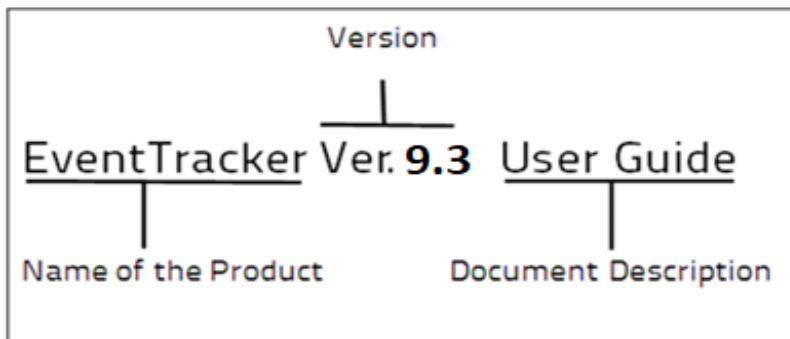 Version
EventTracker Ver. 9.3 User Guide
Name of the Product Document Description